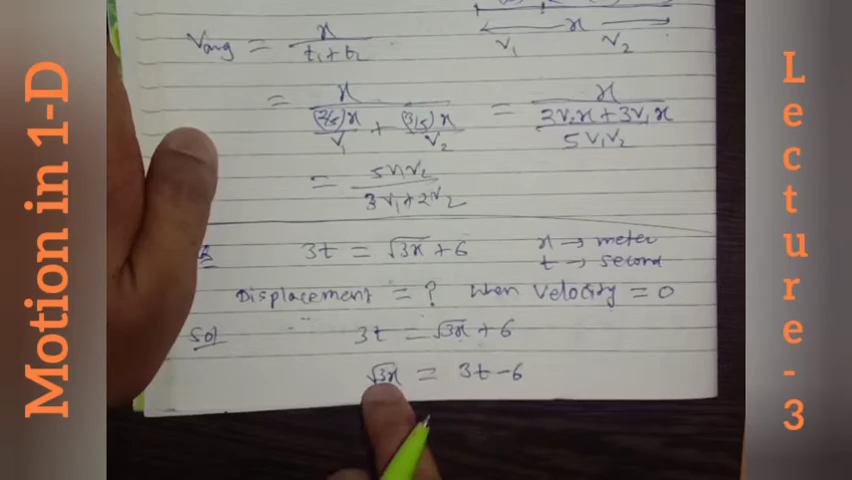 Motion in 1-D
Vavg = x / t₁+t₂
x
V₁ V₂
= x / ((2/5)x / V₁ + (3/5)x / V₂) = x / ((2V₂x + 3V₁x) / 5V₁V₂)
= 5V₁V₂ / 3V₁+2V₂
3t = √3x + 6 x → meter
t → second
Displacement = ? when velocity = 0
Sol 3t = √3x + 6
√3x = 3t - 6
Lecture-3